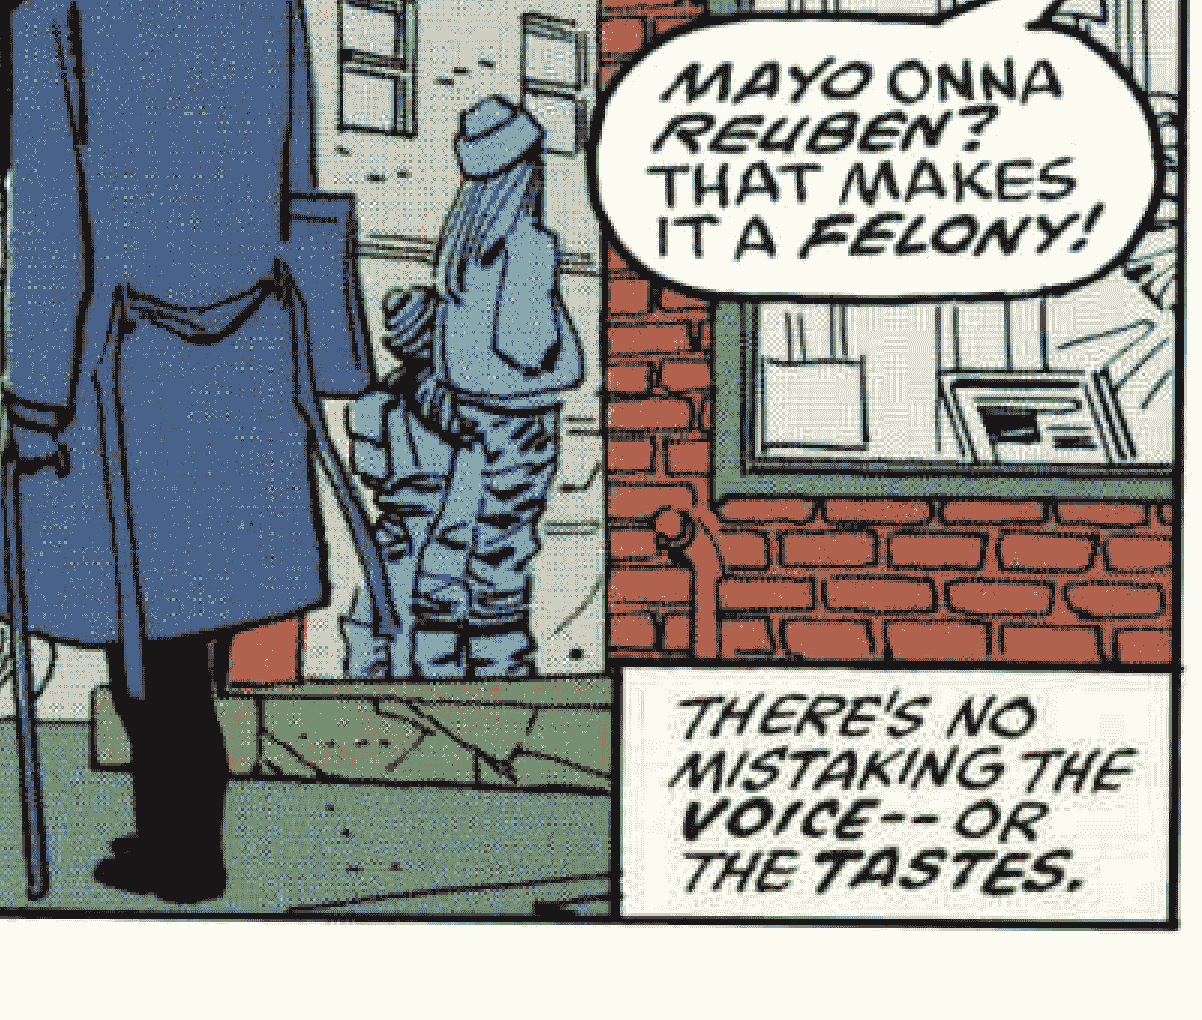 MAYO ONNA
REUBEN?
THAT MAKES
IT A FELONY!
THERE'S NO
MISTAKING THE
VOICE-- OR
THE TASTES.